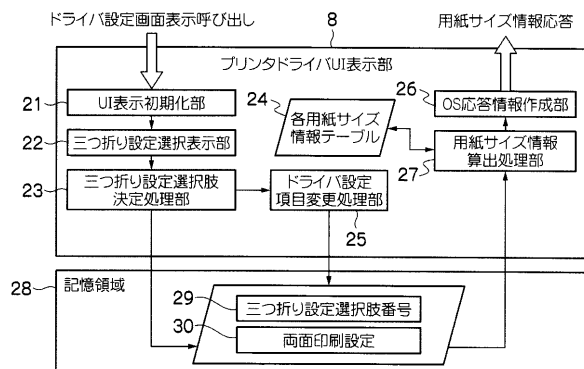 ドライバ設定画面表示呼び出し
用紙サイズ情報応答
8
プリンタドライバUI表示部
21
UI表示初期化部
22
三つ折り設定選択表示部
23
三つ折り設定選択肢
決定処理部
24
各用紙サイズ
情報テーブル
26
OS応答情報作成部
用紙サイズ情報
算出処理部
27
ドライバ設定
項目変更処理部
25
28
記憶領域
29
三つ折り設定選択肢番号
30
両面印刷設定